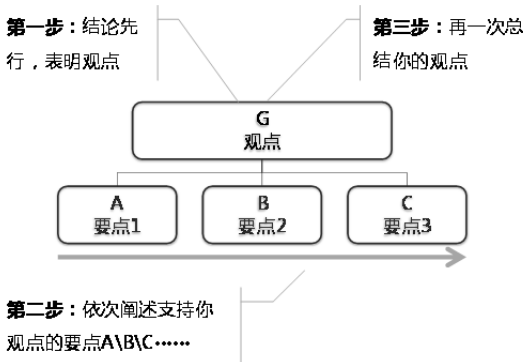 第一步：结论先
行，表明观点
第三步：再一次总
结你的观点
G
观点
A
要点1
B
要点2
C
要点3
第二步：依次阐述支持你
观点的要点A\B\C……